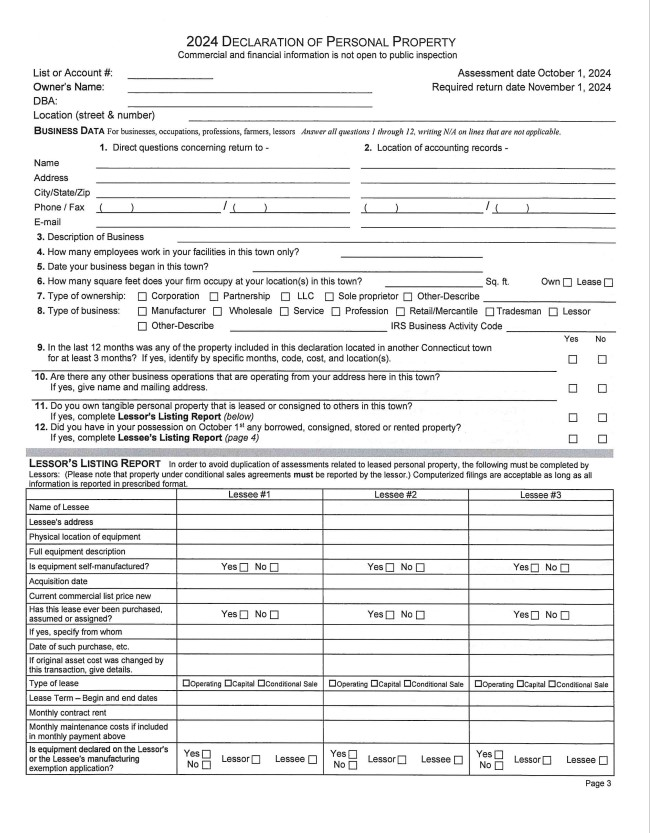 2024 DECLARATION OF PERSONAL PROPERTY
Commercial and financial information is not open to public inspection
List or Account #:
Assessment date October 1, 2024
Owner's Name:
Required return date November 1, 2024
DBA:
Location (street & number)
BUSINESS DATA For businesses, occupations, professions, farmers, lessors Answer all questions 1 through 12, writing N/A on lines that are not applicable.
1. Direct questions concerning return to - 2. Location of accounting records -
Name
Address
City/State/Zip
Phone / Fax ( ) / ( ) ( ) / ( )
E-mail
3. Description of Business
4. How many employees work in your facilities in this town only?
5. Date your business began in this town?
6. How many square feet does your firm occupy at your location(s) in this town? Sq. ft. Own ☐ Lease ☐
7. Type of ownership: ☐ Corporation ☐ Partnership ☐ LLC ☐ Sole proprietor ☐ Other-Describe
8. Type of business: ☐ Manufacturer ☐ Wholesale ☐ Service ☐ Profession ☐ Retail/Mercantile ☐ Tradesman ☐ Lessor
☐ Other-Describe IRS Business Activity Code
Yes No
9. In the last 12 months was any of the property included in this declaration located in another Connecticut town
for at least 3 months? If yes, identify by specific months, code, cost, and location(s). ☐ ☐
10. Are there any other business operations that are operating from your address here in this town?
If yes, give name and mailing address. ☐ ☐
11. Do you own tangible personal property that is leased or consigned to others in this town?
If yes, complete Lessor's Listing Report (below) ☐ ☐
12. Did you have in your possession on October 1st any borrowed, consigned, stored or rented property?
If yes, complete Lessee's Listing Report (page 4) ☐ ☐
LESSOR'S LISTING REPORT In order to avoid duplication of assessments related to leased personal property, the following must be completed by
Lessors: (Please note that property under conditional sales agreements must be reported by the lessor.) Computerized filings are acceptable as long as all
information is reported in prescribed format.
Lessee #1 Lessee #2 Lessee #3
Name of Lessee
Lessee's address
Physical location of equipment
Full equipment description
Is equipment self-manufactured? Yes ☐ No ☐ Yes ☐ No ☐ Yes ☐ No ☐
Acquisition date
Current commercial list price new
Has this lease ever been purchased,
assumed or assigned? Yes ☐ No ☐ Yes ☐ No ☐ Yes ☐ No ☐
If yes, specify from whom
Date of such purchase, etc.
If original asset cost was changed by
this transaction, give details.
Type of lease ☐Operating ☐Capital ☐Conditional Sale ☐Operating ☐Capital ☐Conditional Sale ☐Operating ☐Capital ☐Conditional Sale
Lease Term – Begin and end dates
Monthly contract rent
Monthly maintenance costs if included
in monthly payment above
Is equipment declared on the Lessor's
or the Lessee's manufacturing
exemption application?
Yes ☐ Lessor ☐ Lessee ☐ Yes ☐ Lessor ☐ Lessee ☐ Yes ☐ Lessor ☐ Lessee ☐
No ☐ No ☐ No ☐
Page 3